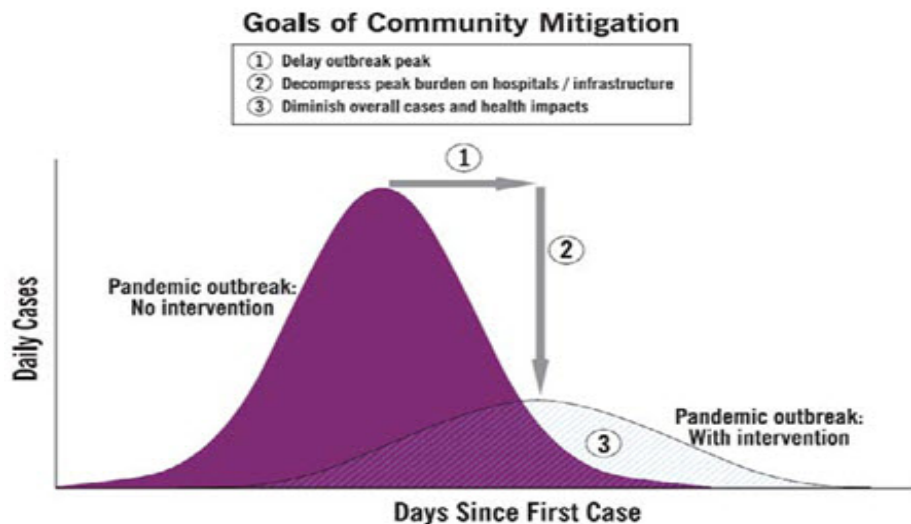 Goals of Community Mitigation
① Delay outbreak peak
② Decompress peak burden on hospitals / infrastructure
③ Diminish overall cases and health impacts
①
②
Pandemic outbreak:
No intervention
Daily Cases
③
Pandemic outbreak:
With intervention
Days Since First Case